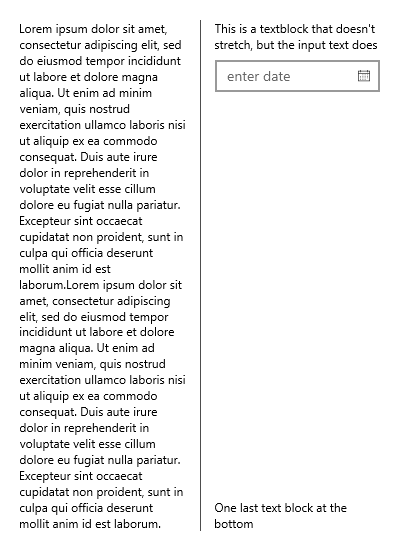 Lorem ipsum dolor sit amet,
consectetur adipiscing elit, sed
do eiusmod tempor incididunt
ut labore et dolore magna
aliqua. Ut enim ad minim
veniam, quis nostrud
exercitation ullamco laboris nisi
ut aliquip ex ea commodo
consequat. Duis aute irure
dolor in reprehenderit in
voluptate velit esse cillum
dolore eu fugiat nulla pariatur.
Excepteur sint occaecat
cupidatat non proident, sunt in
culpa qui officia deserunt
mollit anim id est
laborum.Lorem ipsum dolor sit
amet, consectetur adipiscing
elit, sed do eiusmod tempor
incididunt ut labore et dolore
magna aliqua. Ut enim ad
minim veniam, quis nostrud
exercitation ullamco laboris nisi
ut aliquip ex ea commodo
consequat. Duis aute irure
dolor in reprehenderit in
voluptate velit esse cillum
dolore eu fugiat nulla pariatur.
Excepteur sint occaecat
cupidatat non proident, sunt in
culpa qui officia deserunt
mollit anim id est laborum.
This is a textblock that doesn't
stretch, but the input text does
enter date
One last text block at the
bottom